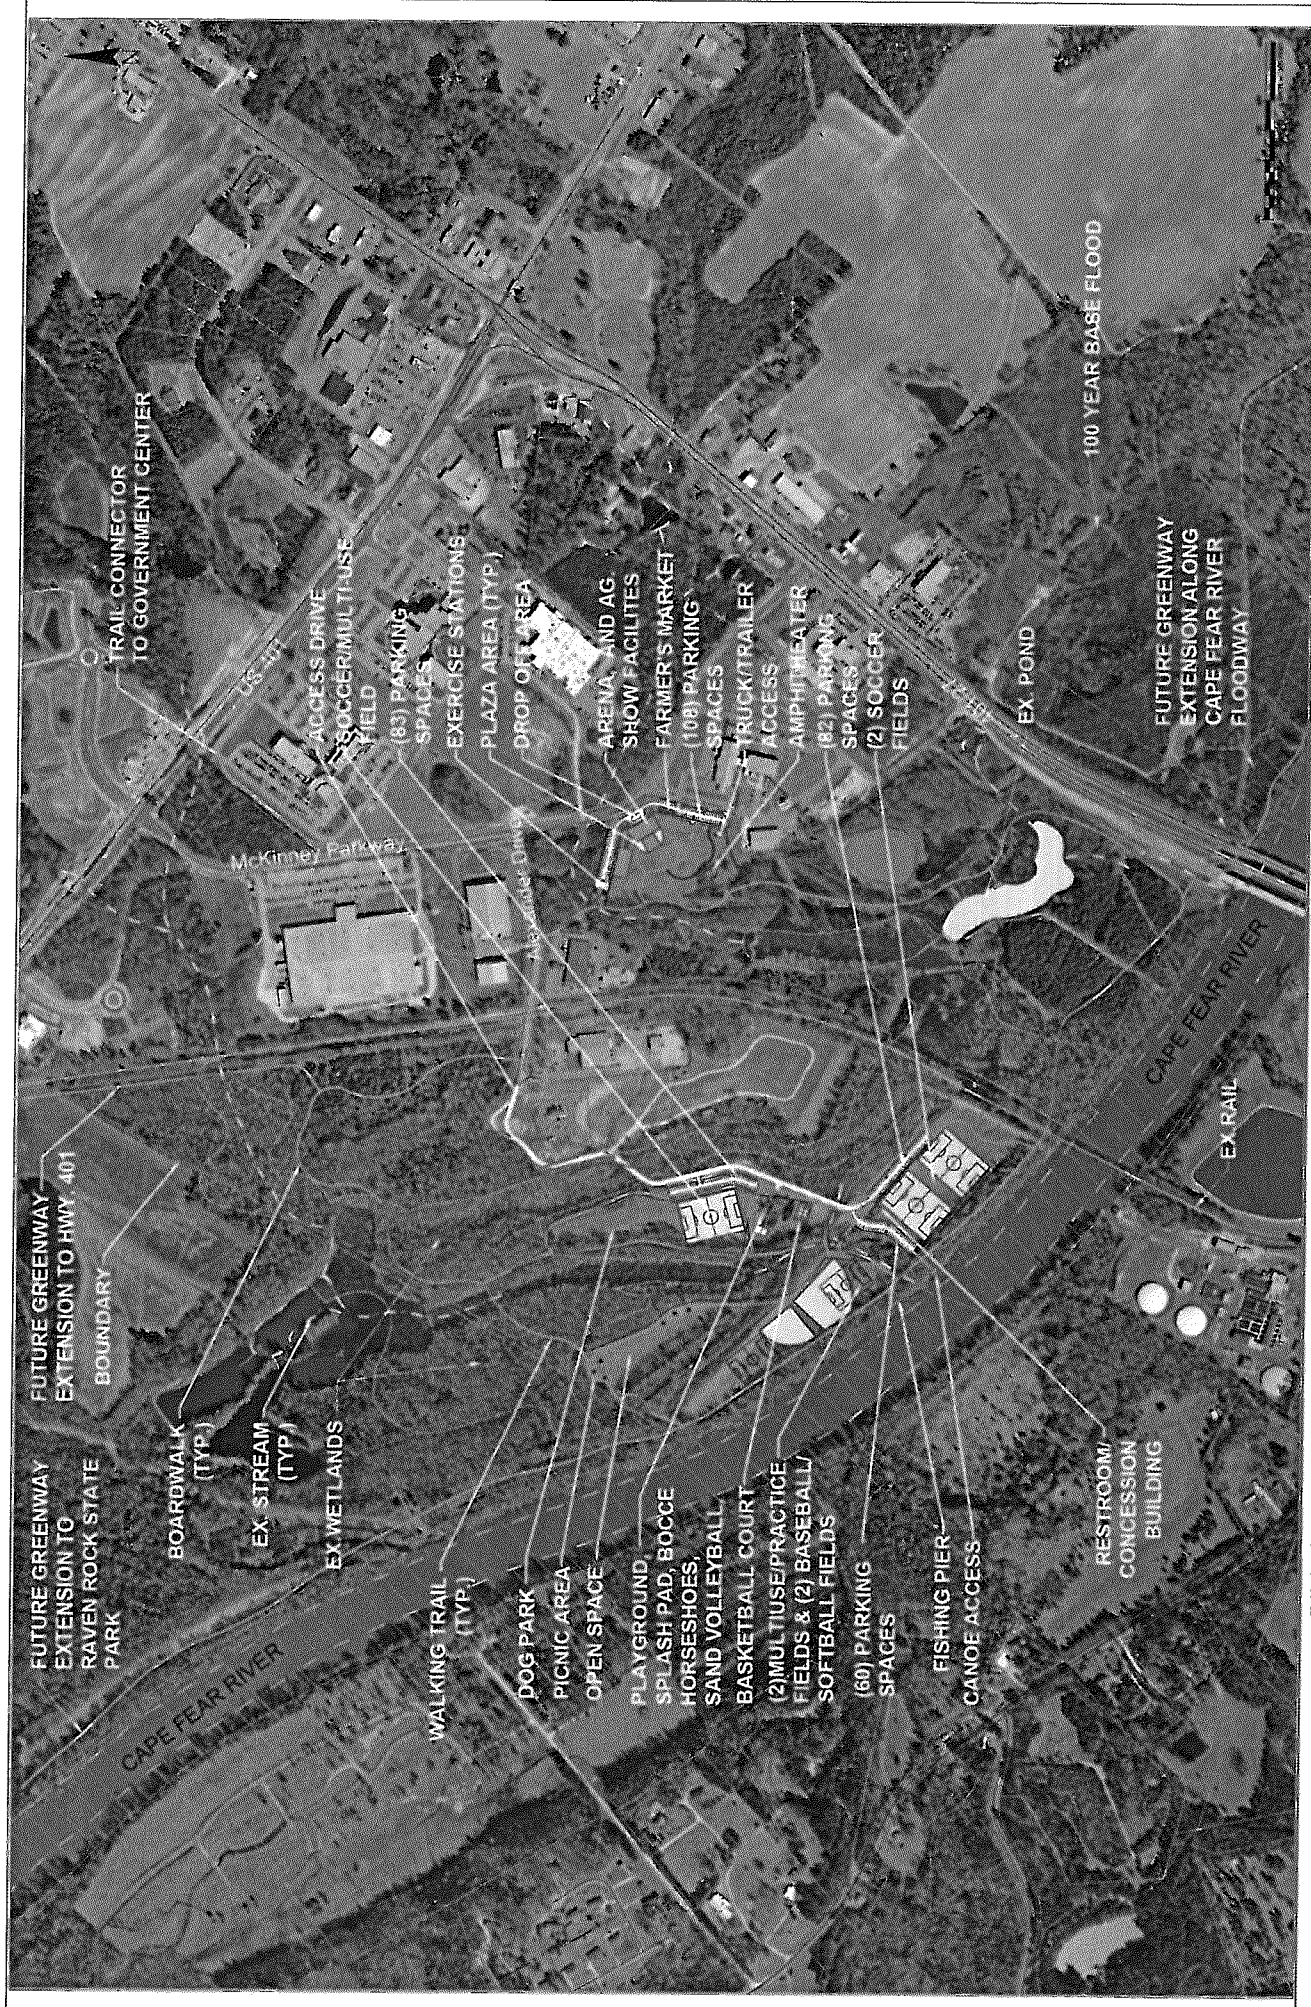 FUTURE GREENWAY
EXTENSION TO
RAVEN ROCK STATE
PARK
FUTURE GREENWAY
EXTENSION TO HWY. 401
BOUNDARY
TRAIL CONNECTOR
TO GOVERNMENT CENTER
BOARDWALK
(TYP.)
EX. STREAM
(TYP.)
EX.WETLANDS
CAPE FEAR RIVER
US 401
McKinney Parkway
Alexander Drive
ACCESS DRIVE
SOCCER/MULTI-USE
FIELD
(83) PARKING
SPACES
EXERCISE STATIONS
PLAZA AREA (TYP.)
DROP OFF AREA
ARENA, AND AG.
SHOW FACILITES
FARMER'S MARKET
(108) PARKING
SPACES
TRUCK/TRAILER
ACCESS
AMPHITHEATER
(82) PARKING
SPACES
(2) SOCCER
FIELDS
WALKING TRAIL
(TYP.)
DOG PARK
PICNIC AREA
OPEN SPACE
PLAYGROUND,
SPLASH PAD, BOCCE
HORSESHOES,
SAND VOLLEYBALL,
BASKETBALL COURT
(2)MULTIUSE/PRACTICE
FIELDS & (2) BASEBALL/
SOFTBALL FIELDS
(60) PARKING
SPACES
FISHING PIER
CANOE ACCESS
RESTROOM/
CONCESSION
BUILDING
EX. POND
100 YEAR BASE FLOOD
FUTURE GREENWAY
EXTENSION ALONG
CAPE FEAR RIVER
FLOODWAY
CAPE FEAR RIVER
EX.RAIL